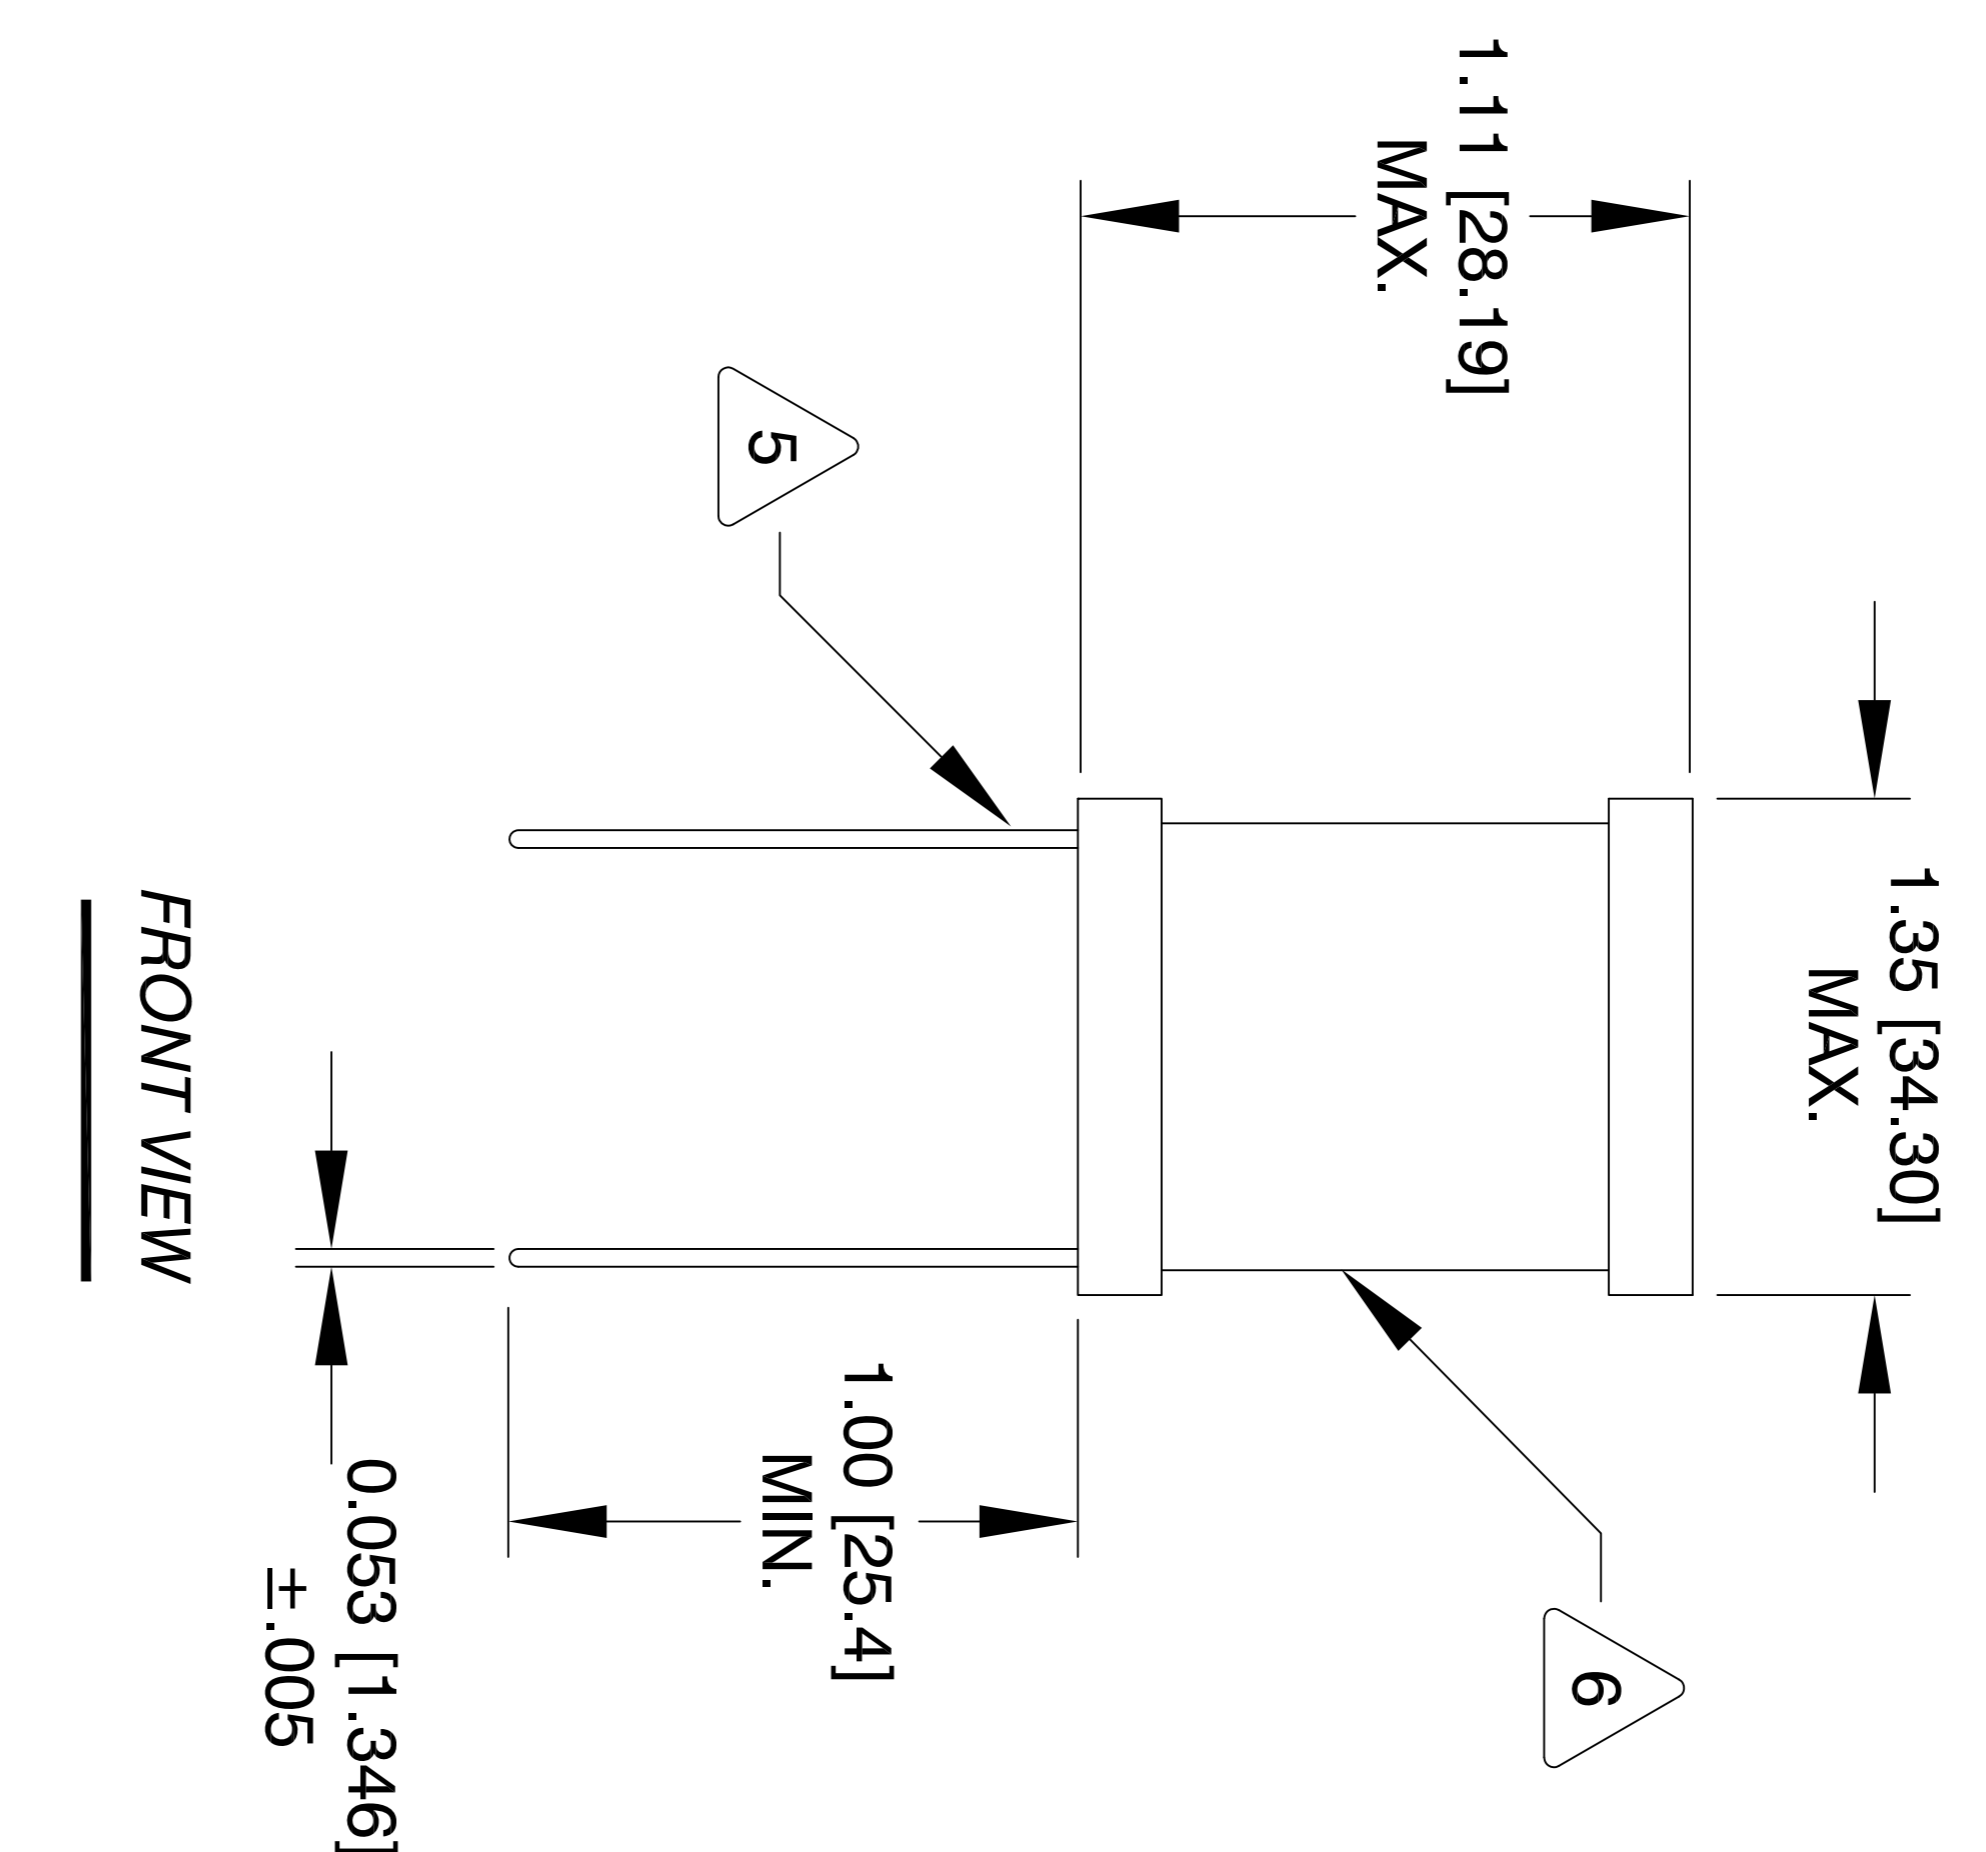 1.35 [34.30]
MAX.
1.11 [28.19]
MAX.
6
5
1.00 [25.4]
MIN.
0.053 [1.346]
±.005
FRONT VIEW